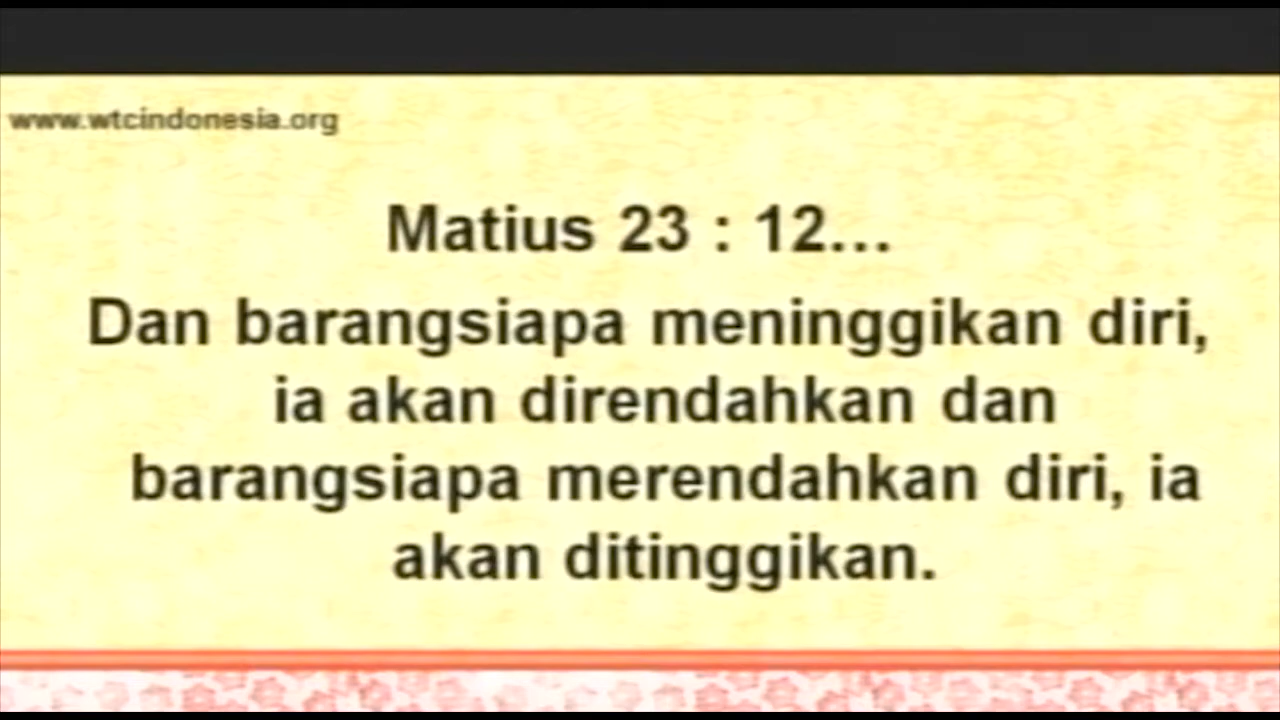 www.wtcindonesia.org
Matius 23 : 12...
Dan barangsiapa meninggikan diri,
ia akan direndahkan dan
barangsiapa merendahkan diri, ia
akan ditinggikan.